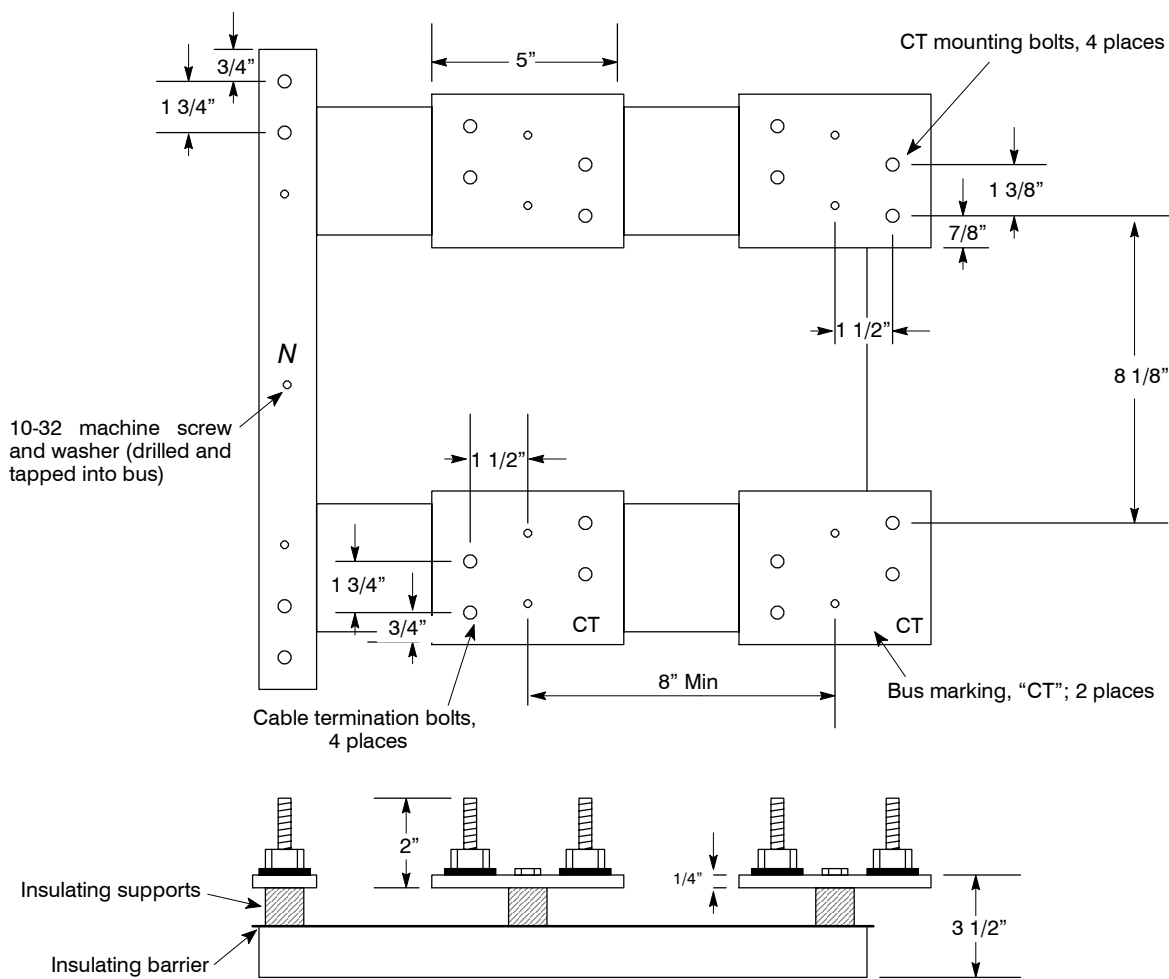 CT mounting bolts, 4 places
3/4”
5”
1 3/4”
1 3/8”
7/8”
1 1/2”
8 1/8”
N
10-32 machine screw
and washer (drilled and
tapped into bus)
1 1/2”
1 3/4”
3/4”
CT
CT
8” Min
Bus marking, “CT”; 2 places
Cable termination bolts,
4 places
2”
1/4”
Insulating supports
3 1/2”
Insulating barrier